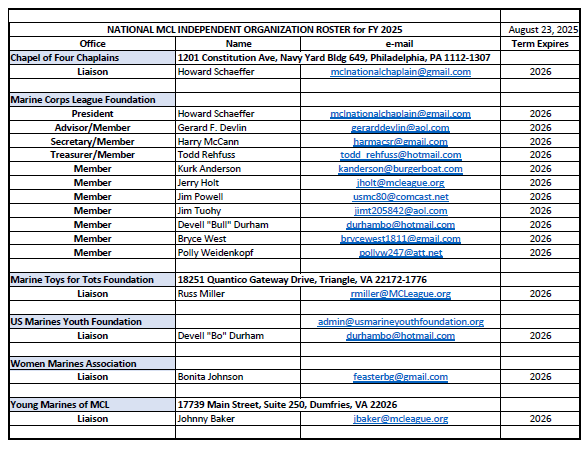 NATIONAL MCL INDEPENDENT ORGANIZATION ROSTER for FY 2025 August 23, 2025
Office Name e-mail Term Expires
Chapel of Four Chaplains 1201 Constitution Ave, Navy Yard Bldg 649, Philadelphia, PA 1112-1307
Liaison Howard Schaeffer mclnationalchaplain@gmail.com 2026
Marine Corps League Foundation
President Howard Schaeffer mclnationalchaplain@gmail.com 2026
Advisor/Member Gerard F. Devlin gerarddevlin@aol.com 2026
Secretary/Member Harry McCann harmacsr@gmail.com 2026
Treasurer/Member Todd Rehfuss todd_rehfuss@hotmail.com 2026
Member Kurk Anderson kanderson@burgerboat.com 2026
Member Jerry Holt jholt@mcleague.org 2026
Member Jim Powell usmc80@comcast.net 2026
Member Jim Tuohy jimt205842@aol.com 2026
Member Devell "Bull" Durham durhambo@hotmail.com 2026
Member Bryce West brycewest1811@gmail.com 2026
Member Polly Weidenkopf pollyw247@att.net 2026
Marine Toys for Tots Foundation 18251 Quantico Gateway Drive, Triangle, VA 22172-1776
Liaison Russ Miller rmiller@MCLeague.org 2026
US Marines Youth Foundation admin@usmarineyouthfoundation.org
Liaison Devell "Bo" Durham durhambo@hotmail.com 2026
Women Marines Association
Liaison Bonita Johnson feasterbg@gmail.com 2026
Young Marines of MCL 17739 Main Street, Suite 250, Dumfries, VA 22026
Liaison Johnny Baker jbaker@mcleague.org 2026